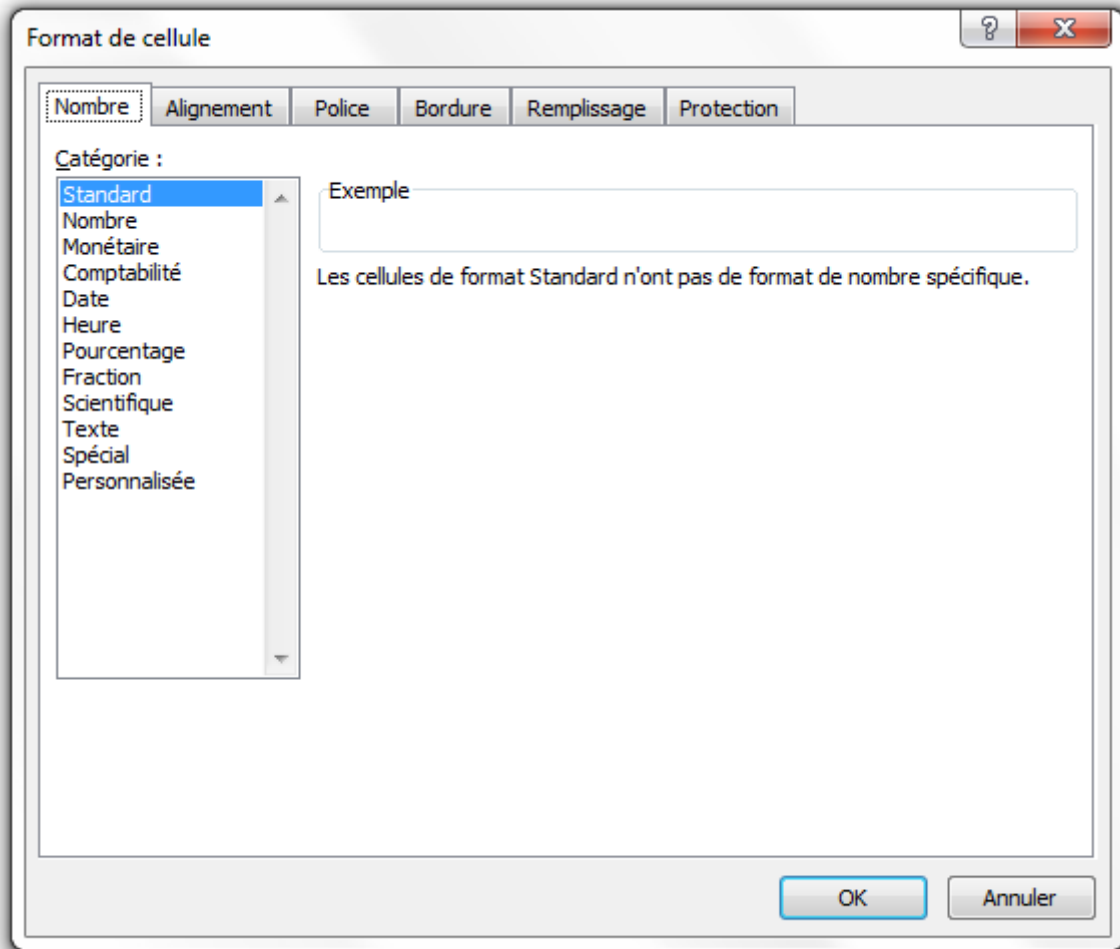 Format de cellule
?
Nombre Alignement Police Bordure Remplissage Protection
Catégorie :
Standard
Nombre
Monétaire
Comptabilité
Date
Heure
Pourcentage
Fraction
Scientifique
Texte
Spécial
Personnalisée
Exemple
Les cellules de format Standard n'ont pas de format de nombre spécifique.
OK Annuler